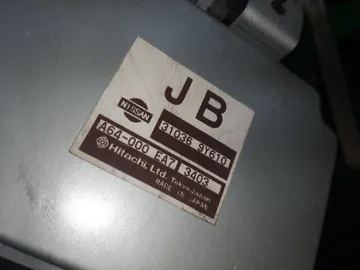 JB
NISSAN
31036 9Y610
A64-000 EA7 3403
Hitachi, Ltd. Tokyo Japan
MADE IN JAPAN